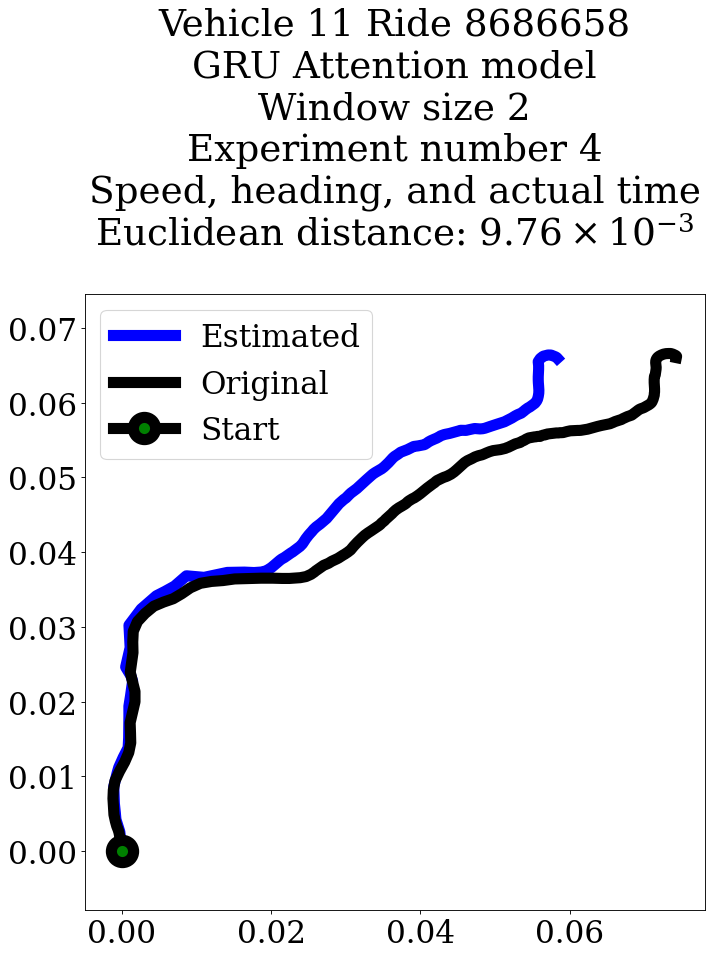 Vehicle 11 Ride 8686658
GRU Attention model
Window size 2
Experiment number 4
Speed, heading, and actual time
Euclidean distance: 9.76 × 10⁻³
Estimated
Original
Start
0.07
0.06
0.05
0.04
0.03
0.02
0.01
0.00
0.00 0.02 0.04 0.06